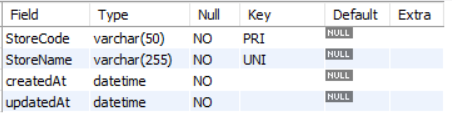 Field Type Null Key Default Extra
StoreCode varchar(50) NO PRI NULL
StoreName varchar(255) NO UNI NULL
createdAt datetime NO NULL
updatedAt datetime NO NULL